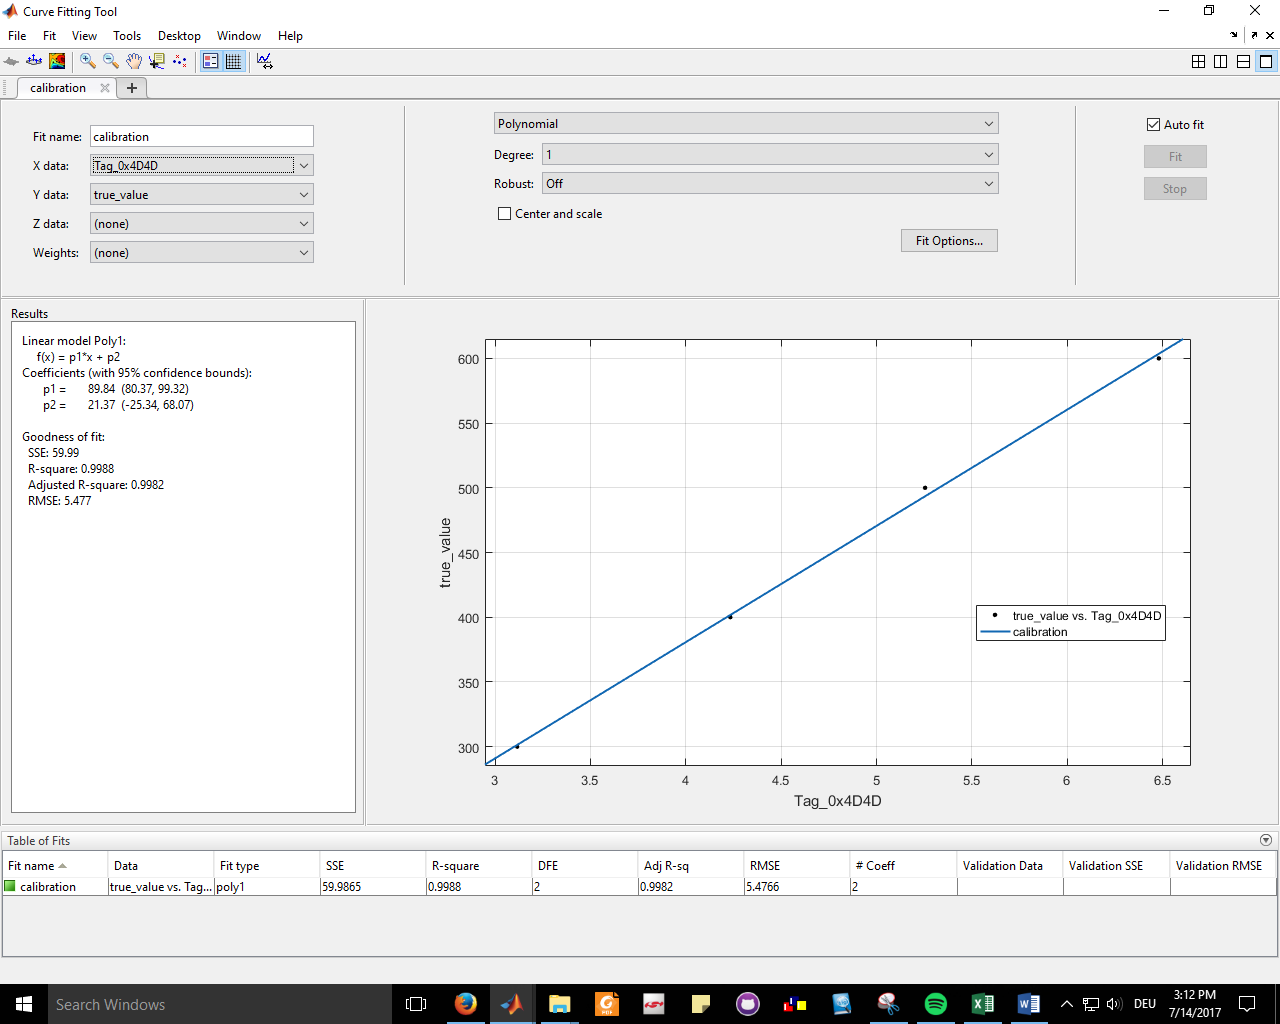 Curve Fitting Tool
File Fit View Tools Desktop Window Help
calibration
Fit name: calibration
X data: Tag_0x4D4D
Y data: true_value
Z data: (none)
Weights: (none)
Polynomial
Degree: 1
Robust: Off
Center and scale
Fit Options...
Auto fit
Fit
Stop
Results
Linear model Poly1:
f(x) = p1*x + p2
Coefficients (with 95% confidence bounds):
p1 = 89.84 (80.37, 99.32)
p2 = 21.37 (-25.34, 68.07)
Goodness of fit:
SSE: 59.99
R-square: 0.9988
Adjusted R-square: 0.9982
RMSE: 5.477
600
550
500
450
400
350
300
true_value
3 3.5 4 4.5 5 5.5 6 6.5
Tag_0x4D4D
true_value vs. Tag_0x4D4D
calibration
Table of Fits
Fit name Data Fit type SSE R-square DFE Adj R-sq RMSE # Coeff Validation Data Validation SSE Validation RMSE
calibration true_value vs. Tag... poly1 59.9865 0.9988 2 0.9982 5.4766 2
Search Windows
PDF
DEU
3:12 PM
7/14/2017